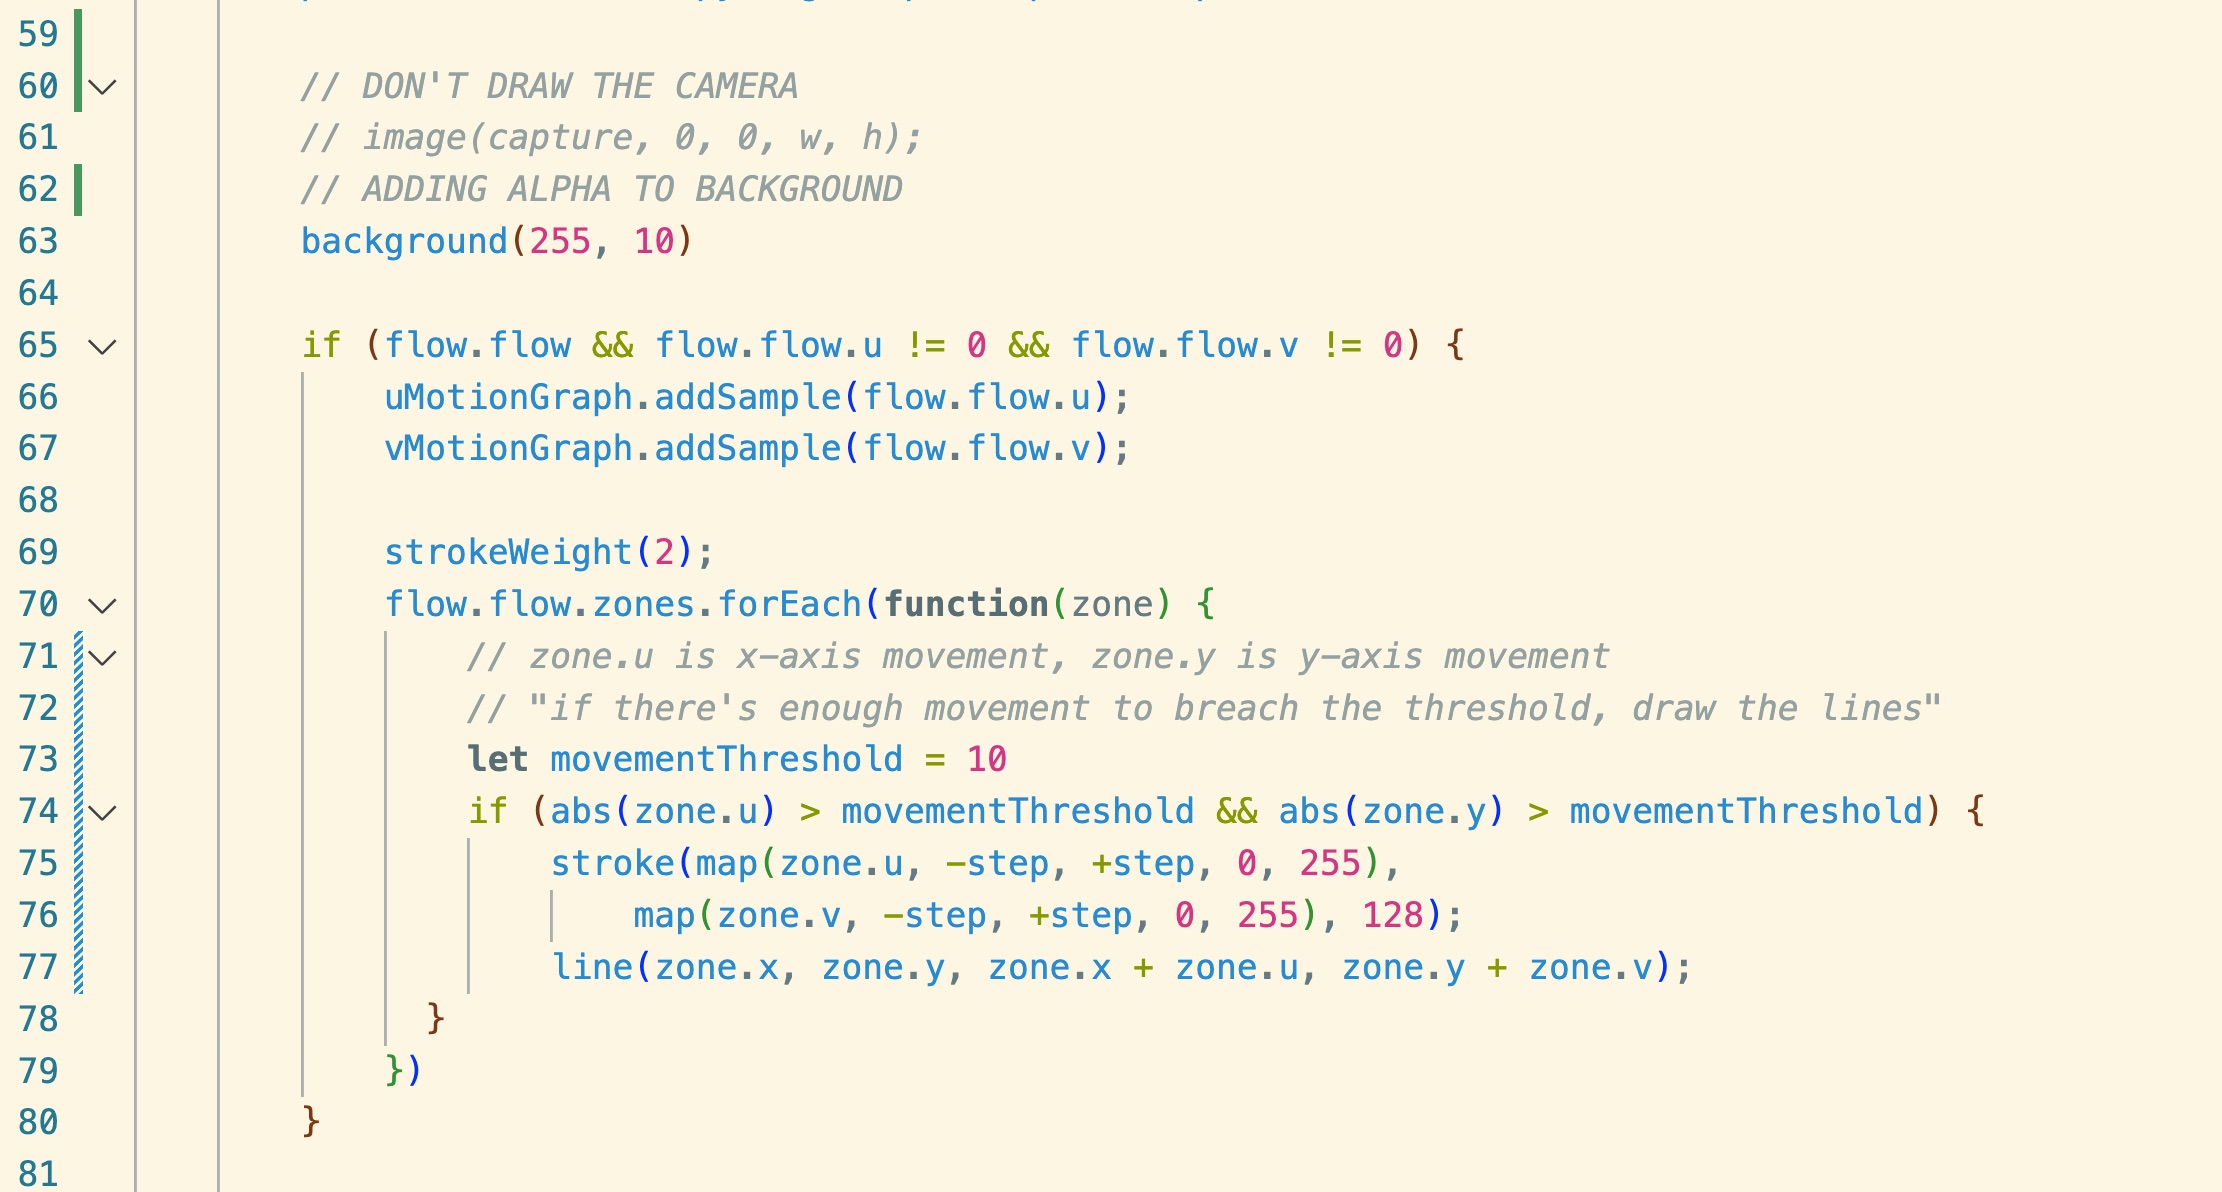 59
60 // DON'T DRAW THE CAMERA
61 // image(capture, 0, 0, w, h);
62 // ADDING ALPHA TO BACKGROUND
63 background(255, 10)
64
65 if (flow.flow && flow.flow.u != 0 && flow.flow.v != 0) {
66 uMotionGraph.addSample(flow.flow.u);
67 vMotionGraph.addSample(flow.flow.v);
68
69 strokeWeight(2);
70 flow.flow.zones.forEach(function(zone) {
71 // zone.u is x-axis movement, zone.y is y-axis movement
72 // "if there's enough movement to breach the threshold, draw the lines"
73 let movementThreshold = 10
74 if (abs(zone.u) > movementThreshold && abs(zone.y) > movementThreshold) {
75 stroke(map(zone.u, -step, +step, 0, 255),
76 map(zone.v, -step, +step, 0, 255), 128);
77 line(zone.x, zone.y, zone.x + zone.u, zone.y + zone.v);
78 }
79 })
80 }
81